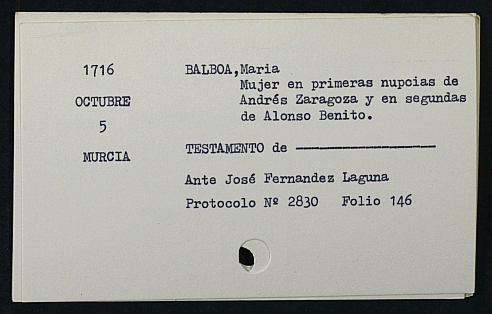 1716
OCTUBRE
5
MURCIA
BALBOA,Maria
Mujer en primeras nupcias de
Andrés Zaragoza y en segundas
de Alonso Benito.
TESTAMENTO de ————————
Ante José Fernandez Laguna
Protocolo Nº 2830 Folio 146